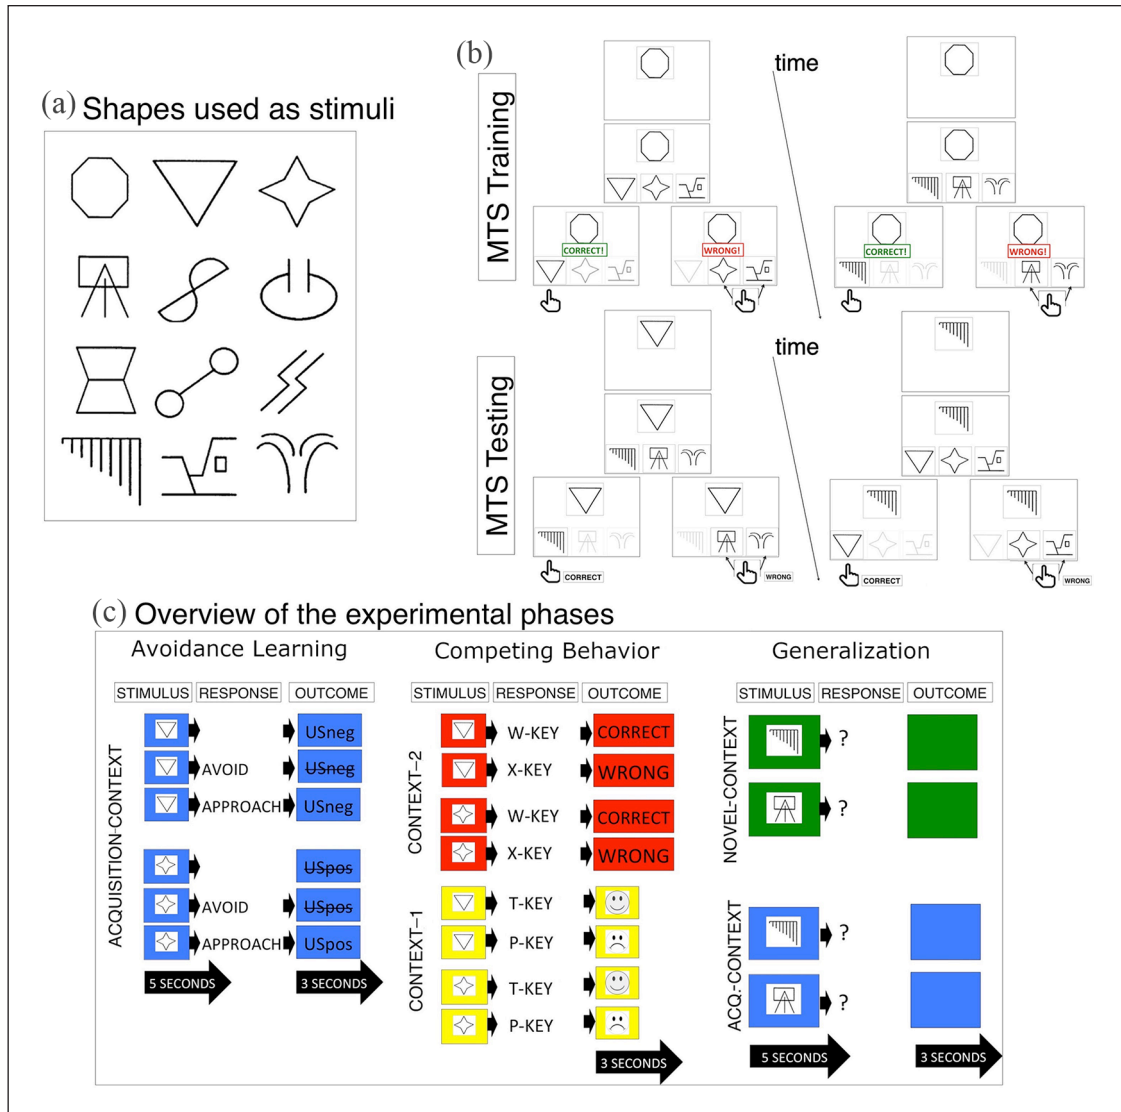 (a) Shapes used as stimuli
(b)
MTS Training
time
CORRECT!
WRONG!
CORRECT!
WRONG!
MTS Testing
time
CORRECT
WRONG
CORRECT
WRONG
(c) Overview of the experimental phases
Avoidance Learning
STIMULUS RESPONSE OUTCOME
ACQUISITION-CONTEXT
USneg
AVOID USneg
APPROACH USneg
USpos
AVOID USpos
APPROACH USpos
5 SECONDS 3 SECONDS
Competing Behavior
STIMULUS RESPONSE OUTCOME
CONTEXT–2
W-KEY CORRECT
X-KEY WRONG
W-KEY CORRECT
X-KEY WRONG
CONTEXT–1
T-KEY
P-KEY
T-KEY
P-KEY
3 SECONDS
Generalization
STIMULUS RESPONSE OUTCOME
NOVEL-CONTEXT
?
?
ACQ.-CONTEXT
?
?
5 SECONDS 3 SECONDS